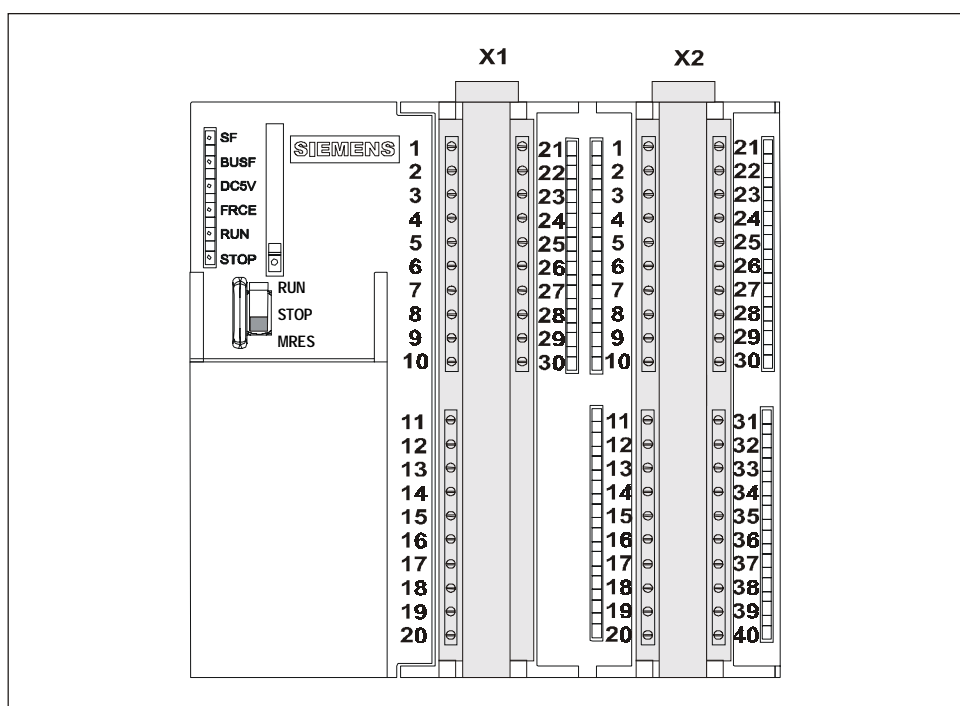 X1 X2
SF
BUSF
DC5V
FRCE
RUN
STOP
SIEMENS
RUN
STOP
MRES
1 21 1 21
2 22 2 22
3 23 3 23
4 24 4 24
5 25 5 25
6 26 6 26
7 27 7 27
8 28 8 28
9 29 9 29
10 30 10 30
11 11 31
12 12 32
13 13 33
14 14 34
15 15 35
16 16 36
17 17 37
18 18 38
19 19 39
20 20 40